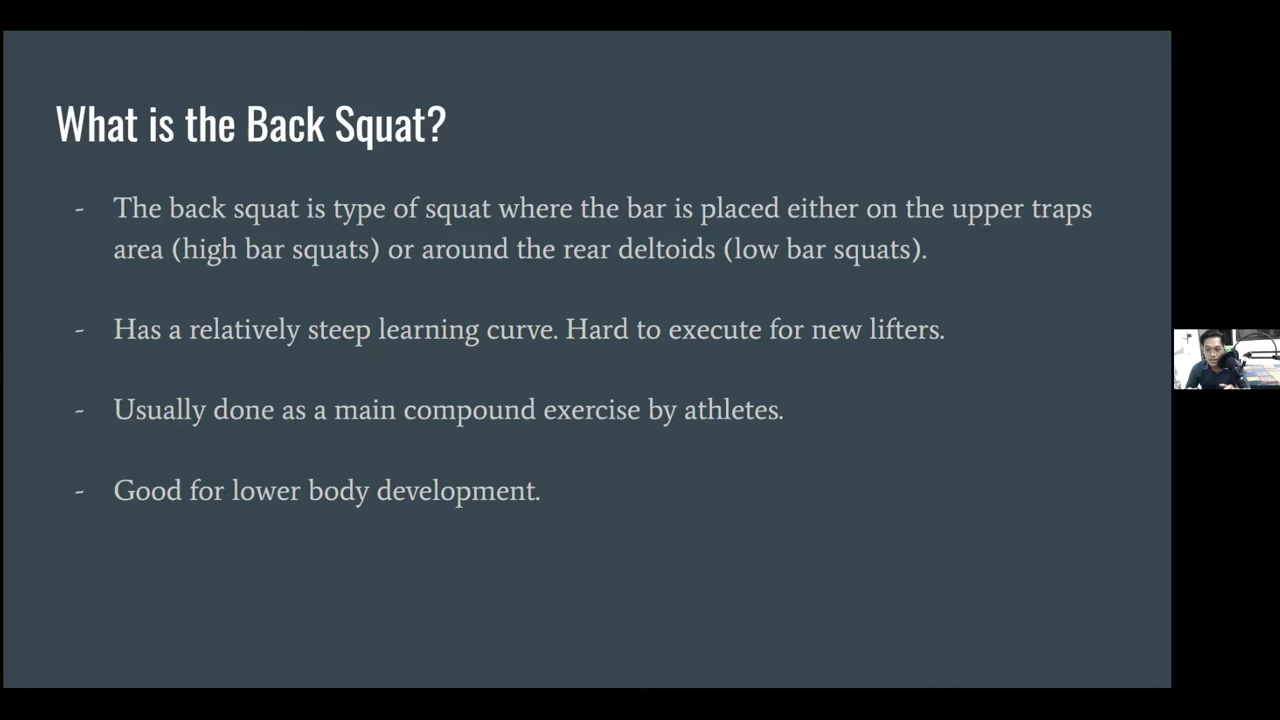 What is the Back Squat?
- The back squat is type of squat where the bar is placed either on the upper traps
area (high bar squats) or around the rear deltoids (low bar squats).
- Has a relatively steep learning curve. Hard to execute for new lifters.
- Usually done as a main compound exercise by athletes.
- Good for lower body development.